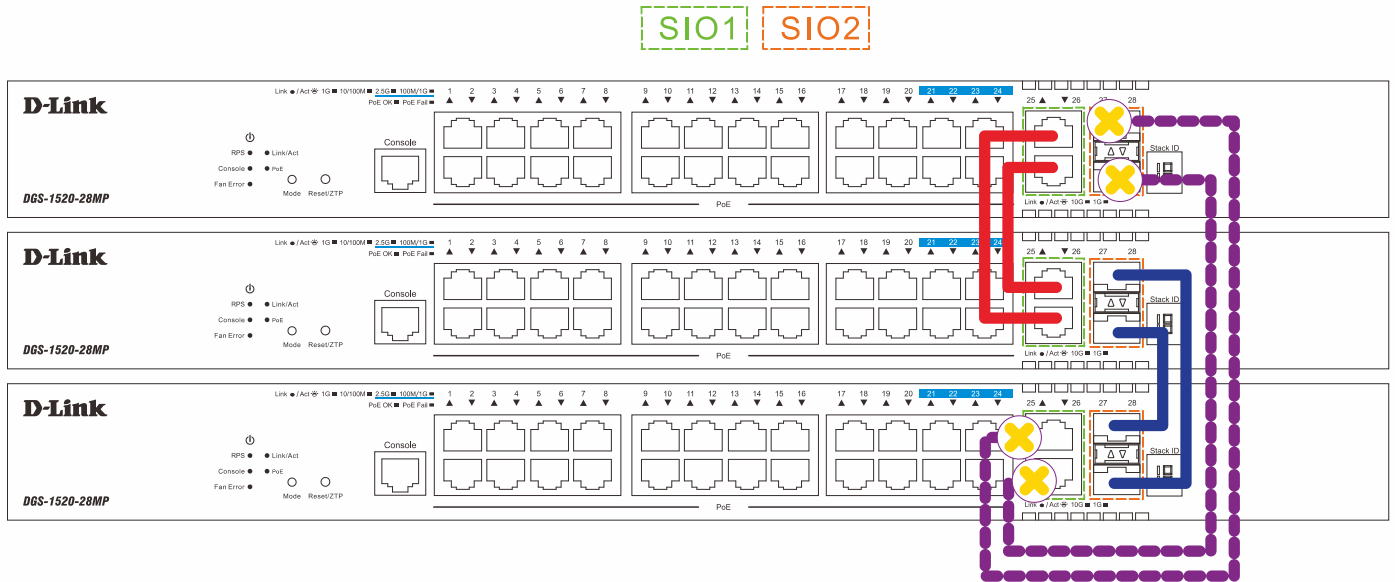 SIO1 SIO2
D-Link
Link ● / Act 1G ■ 10/100M ■ 2.5G ■ 100M/1G ■
PoE OK ■ PoE Fail ■
1 2 3 4 5 6 7 8 9 10 11 12 13 14 15 16 17 18 19 20 21 22 23 24 25 26 27 28
RPS Link/Act
Console PoE
Fan Error
Mode Reset/ZTP
Console
Stack ID
DGS-1520-28MP
PoE
Link ● / Act 10G ■ 1G ■
D-Link
Link ● / Act 1G ■ 10/100M ■ 2.5G ■ 100M/1G ■
PoE OK ■ PoE Fail ■
1 2 3 4 5 6 7 8 9 10 11 12 13 14 15 16 17 18 19 20 21 22 23 24 25 26 27 28
RPS Link/Act
Console PoE
Fan Error
Mode Reset/ZTP
Console
Stack ID
DGS-1520-28MP
PoE
Link ● / Act 10G ■ 1G ■
D-Link
Link ● / Act 1G ■ 10/100M ■ 2.5G ■ 100M/1G ■
PoE OK ■ PoE Fail ■
1 2 3 4 5 6 7 8 9 10 11 12 13 14 15 16 17 18 19 20 21 22 23 24 25 26 27 28
RPS Link/Act
Console PoE
Fan Error
Mode Reset/ZTP
Console
Stack ID
DGS-1520-28MP
PoE
Link ● / Act 10G ■ 1G ■